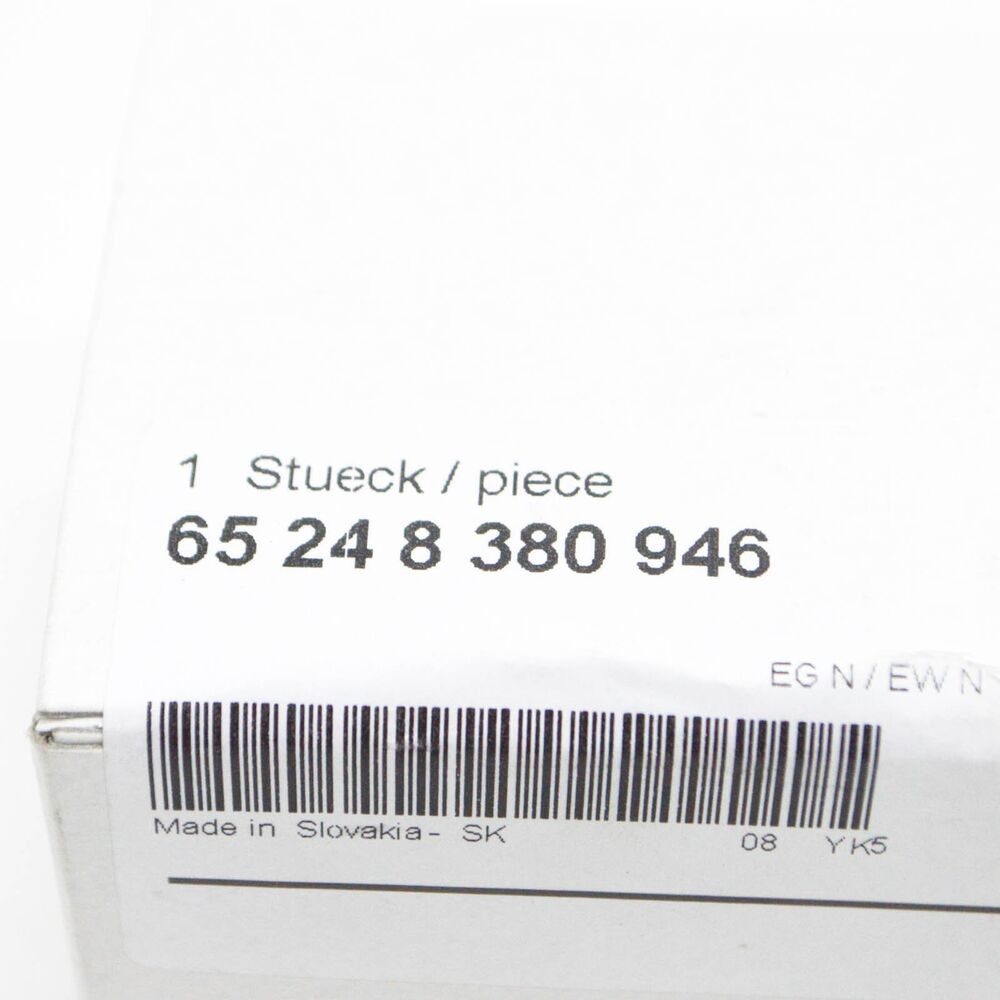 1 Stueck / piece
65 24 8 380 946
EG N / EW N
Made in Slovakia - SK 08 YK5